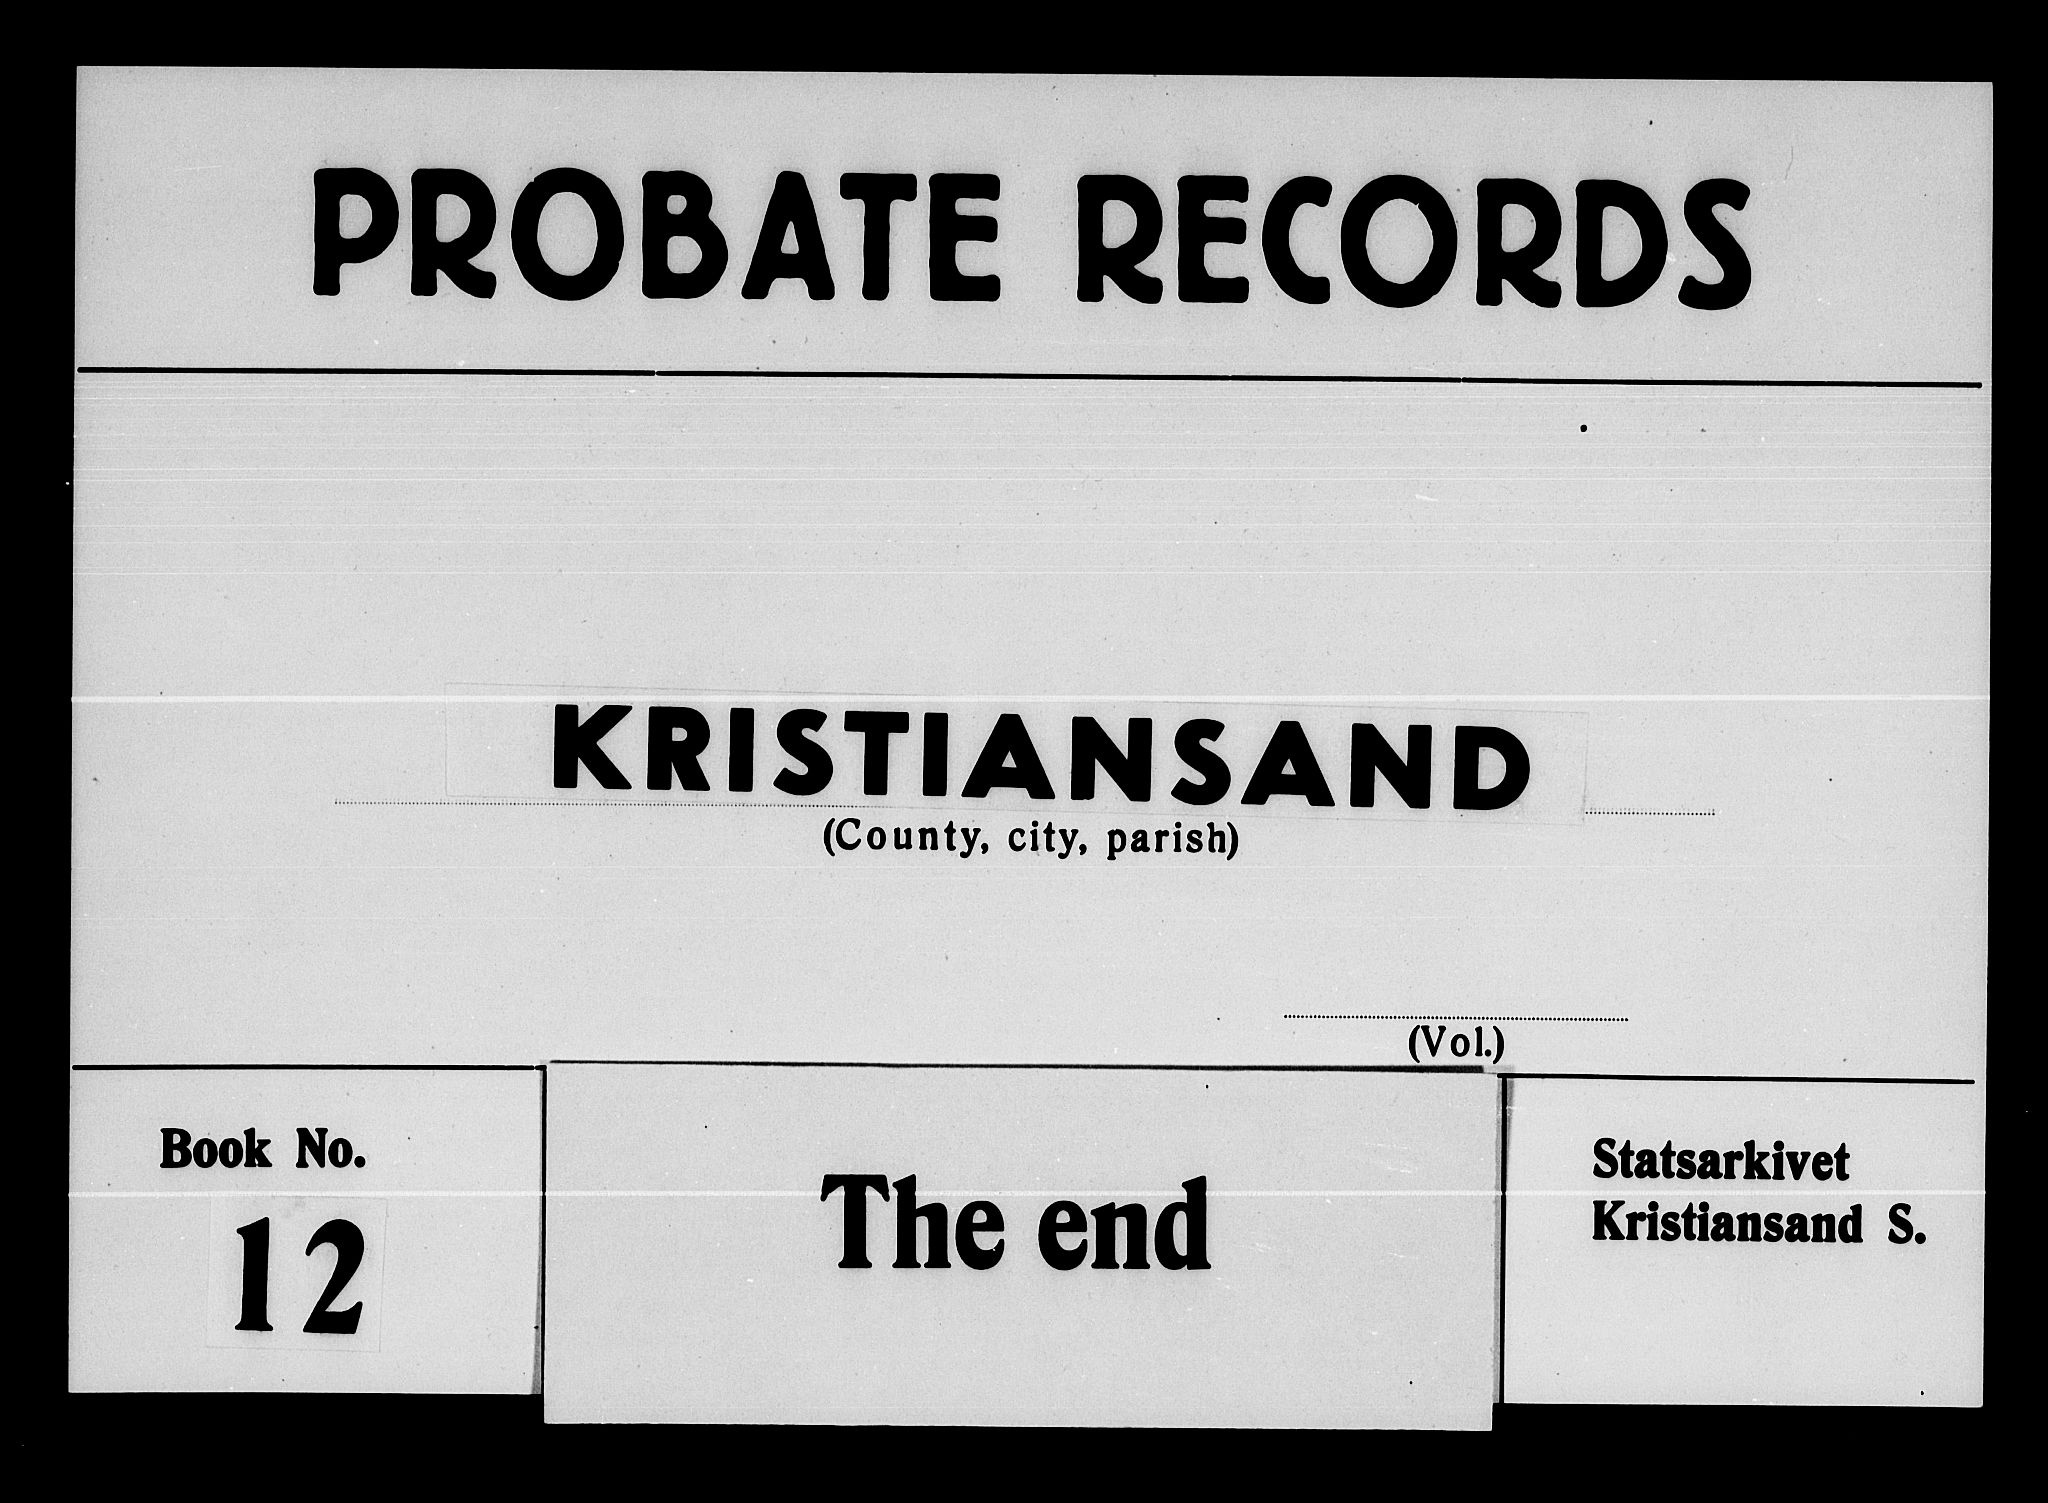 PROBATE RECORDS
KRISTIANSAND
(County, city, parish)
(Vol.)
Book No.
12
The end
Statsarkivet
Kristiansand S.